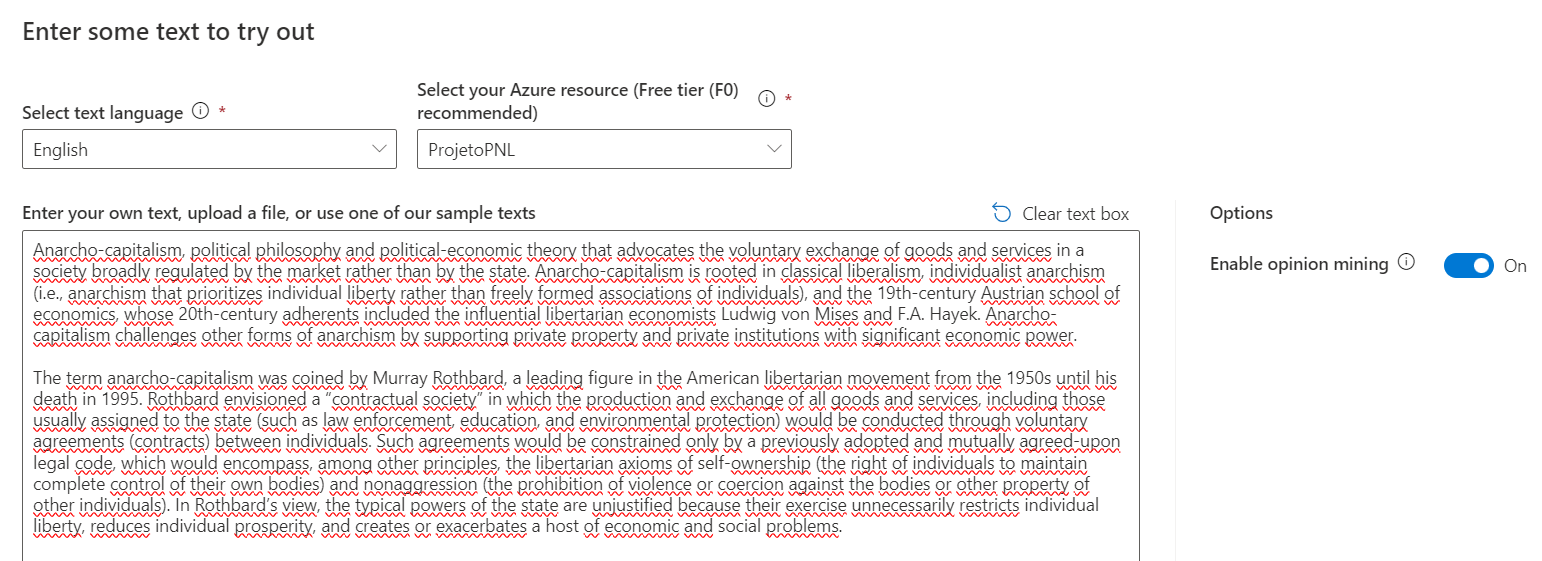 Enter some text to try out
Select your Azure resource (Free tier (F0)
Select text language *
recommended) *
English
ProjetoPNL
Enter your own text, upload a file, or use one of our sample texts
Clear text box
Options
Anarcho-capitalism, political philosophy and political-economic theory that advocates the voluntary exchange of goods and services in a
society broadly regulated by the market rather than by the state. Anarcho-capitalism is rooted in classical liberalism, individualist anarchism
(i.e., anarchism that prioritizes individual liberty rather than freely formed associations of individuals), and the 19th-century Austrian school of
economics, whose 20th-century adherents included the influential libertarian economists Ludwig von Mises and F.A. Hayek. Anarcho-
capitalism challenges other forms of anarchism by supporting private property and private institutions with significant economic power.
The term anarcho-capitalism was coined by Murray Rothbard, a leading figure in the American libertarian movement from the 1950s until his
death in 1995. Rothbard envisioned a “contractual society” in which the production and exchange of all goods and services, including those
usually assigned to the state (such as law enforcement, education, and environmental protection) would be conducted through voluntary
agreements (contracts) between individuals. Such agreements would be constrained only by a previously adopted and mutually agreed-upon
legal code, which would encompass, among other principles, the libertarian axioms of self-ownership (the right of individuals to maintain
complete control of their own bodies) and nonaggression (the prohibition of violence or coercion against the bodies or other property of
other individuals). In Rothbard’s view, the typical powers of the state are unjustified because their exercise unnecessarily restricts individual
liberty, reduces individual prosperity, and creates or exacerbates a host of economic and social problems.
Enable opinion mining
On